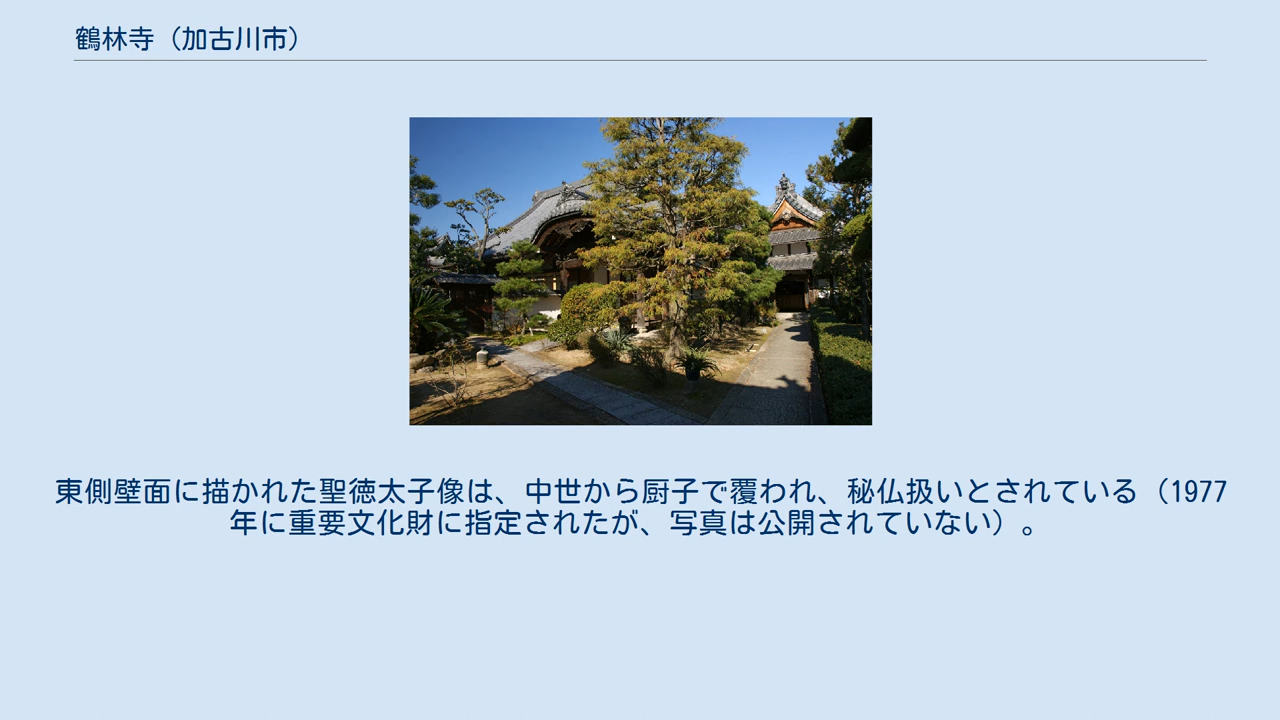 鶴林寺（加古川市）
東側壁面に描かれた聖徳太子像は、中世から厨子で覆われ、秘仏扱いとされている（1977
年に重要文化財に指定されたが、写真は公開されていない）。